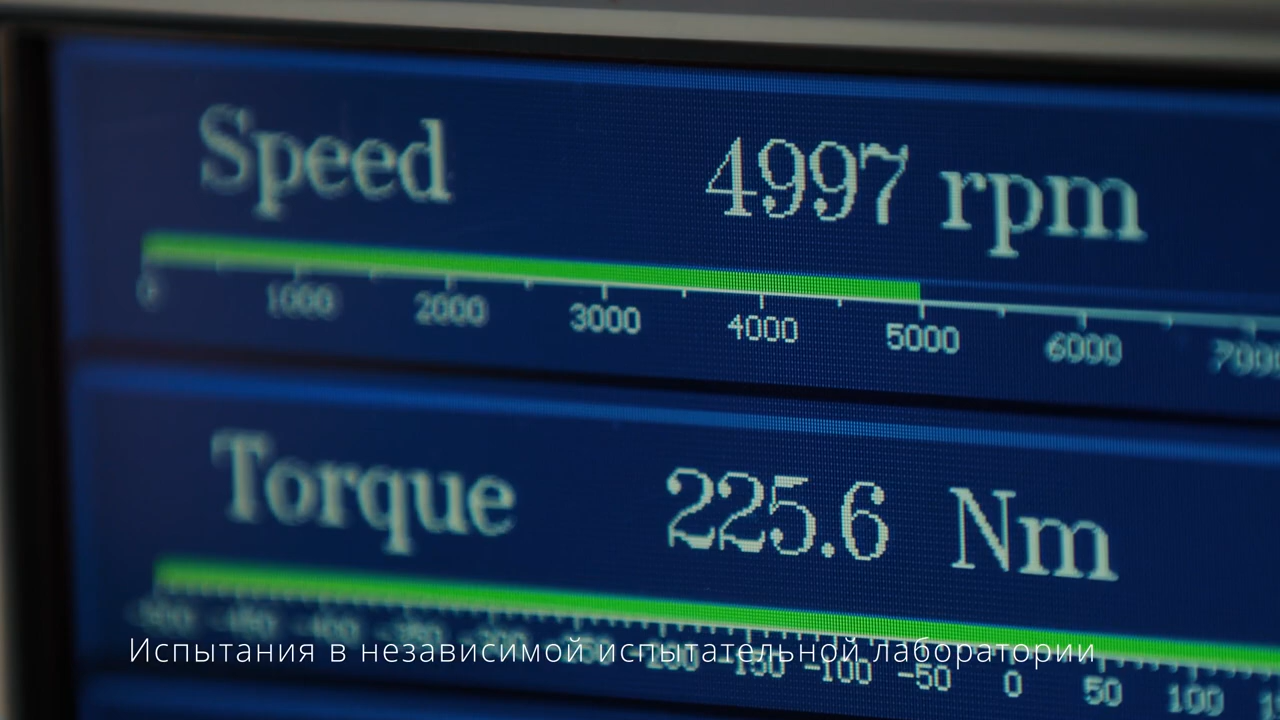 Speed 4997 rpm
0 1000 2000 3000 4000 5000 6000 7000
Torque 225.6 Nm
-150 -100 -50 0 50 100
Испытания в независимой испытательной лаборатории